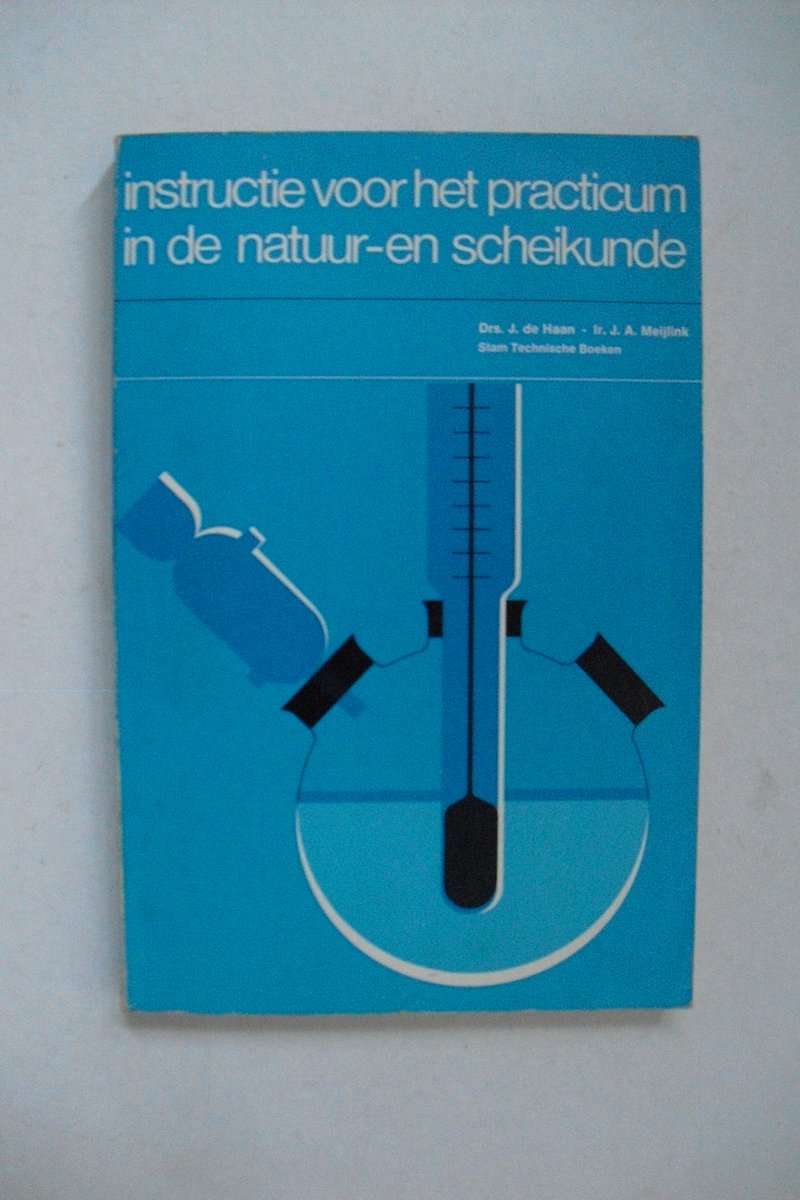 instructie voor het practicum
in de natuur-en scheikunde
Drs. J. de Haan - Ir. J. A. Meijlink
Stam Technische Boeken